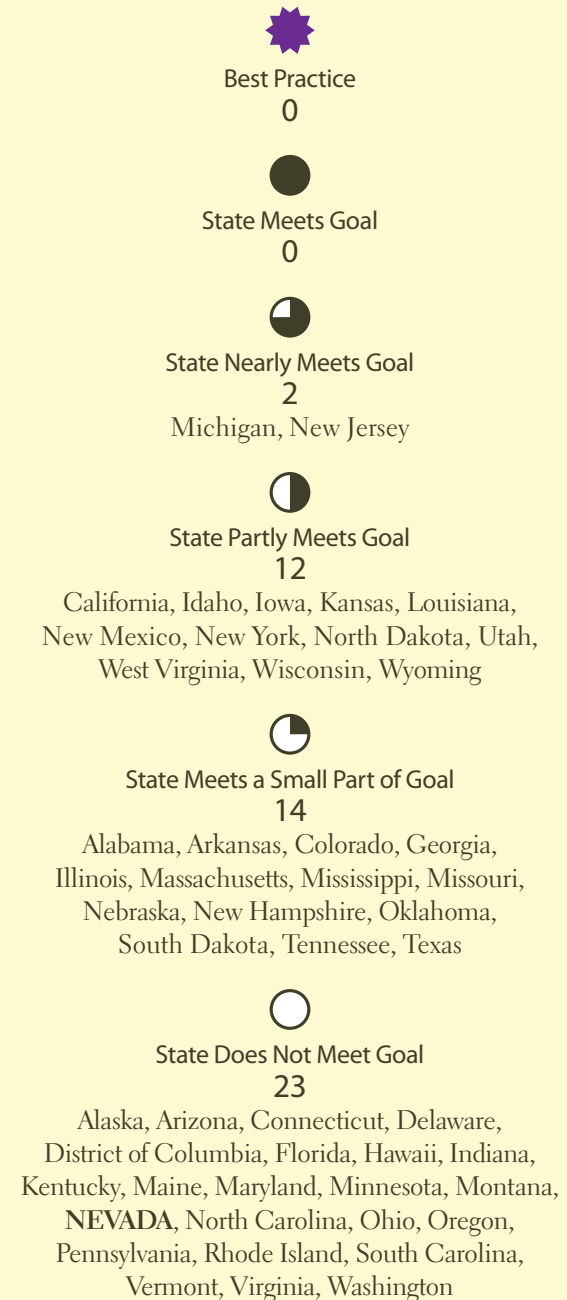 Best Practice
0
State Meets Goal
0
State Nearly Meets Goal
2
Michigan, New Jersey
State Partly Meets Goal
12
California, Idaho, Iowa, Kansas, Louisiana,
New Mexico, New York, North Dakota, Utah,
West Virginia, Wisconsin, Wyoming
State Meets a Small Part of Goal
14
Alabama, Arkansas, Colorado, Georgia,
Illinois, Massachusetts, Mississippi, Missouri,
Nebraska, New Hampshire, Oklahoma,
South Dakota, Tennessee, Texas
State Does Not Meet Goal
23
Alaska, Arizona, Connecticut, Delaware,
District of Columbia, Florida, Hawaii, Indiana,
Kentucky, Maine, Maryland, Minnesota, Montana,
NEVADA, North Carolina, Ohio, Oregon,
Pennsylvania, Rhode Island, South Carolina,
Vermont, Virginia, Washington